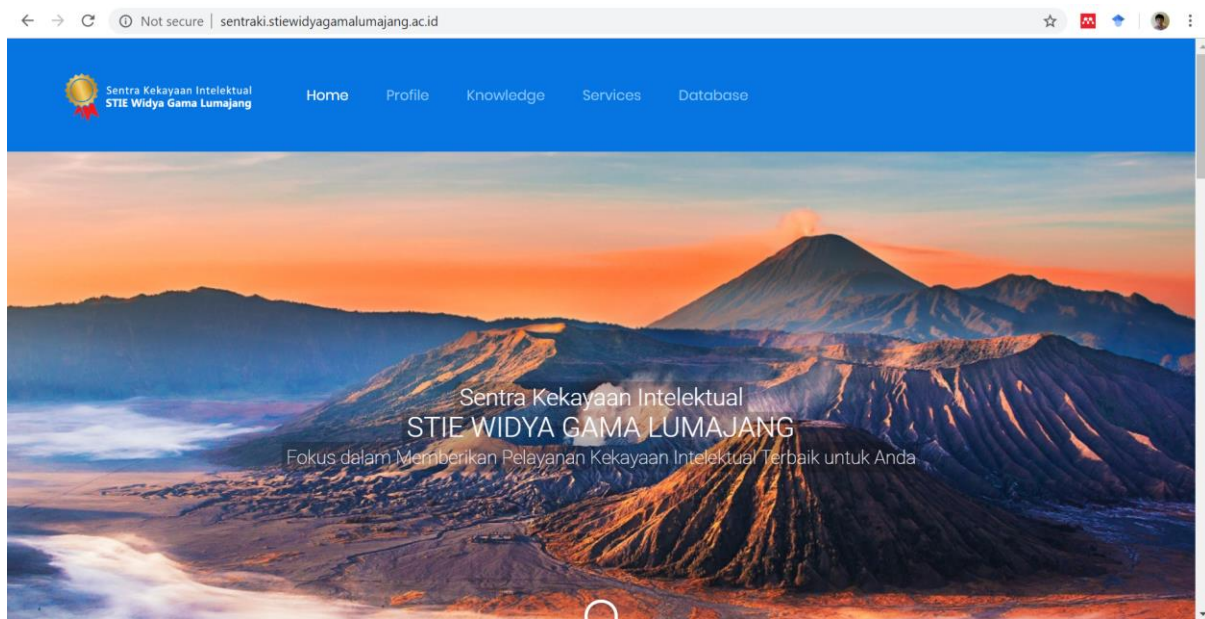 Not secure | sentraki.stiewidyagamalumajang.ac.id
Sentra Kekayaan Intelektual
STIE Widya Gama Lumajang
Home Profile Knowledge Services Database
Sentra Kekayaan Intelektual
STIE WIDYA GAMA LUMAJANG
Fokus dalam Memberikan Pelayanan Kekayaan Intelektual Terbaik untuk Anda